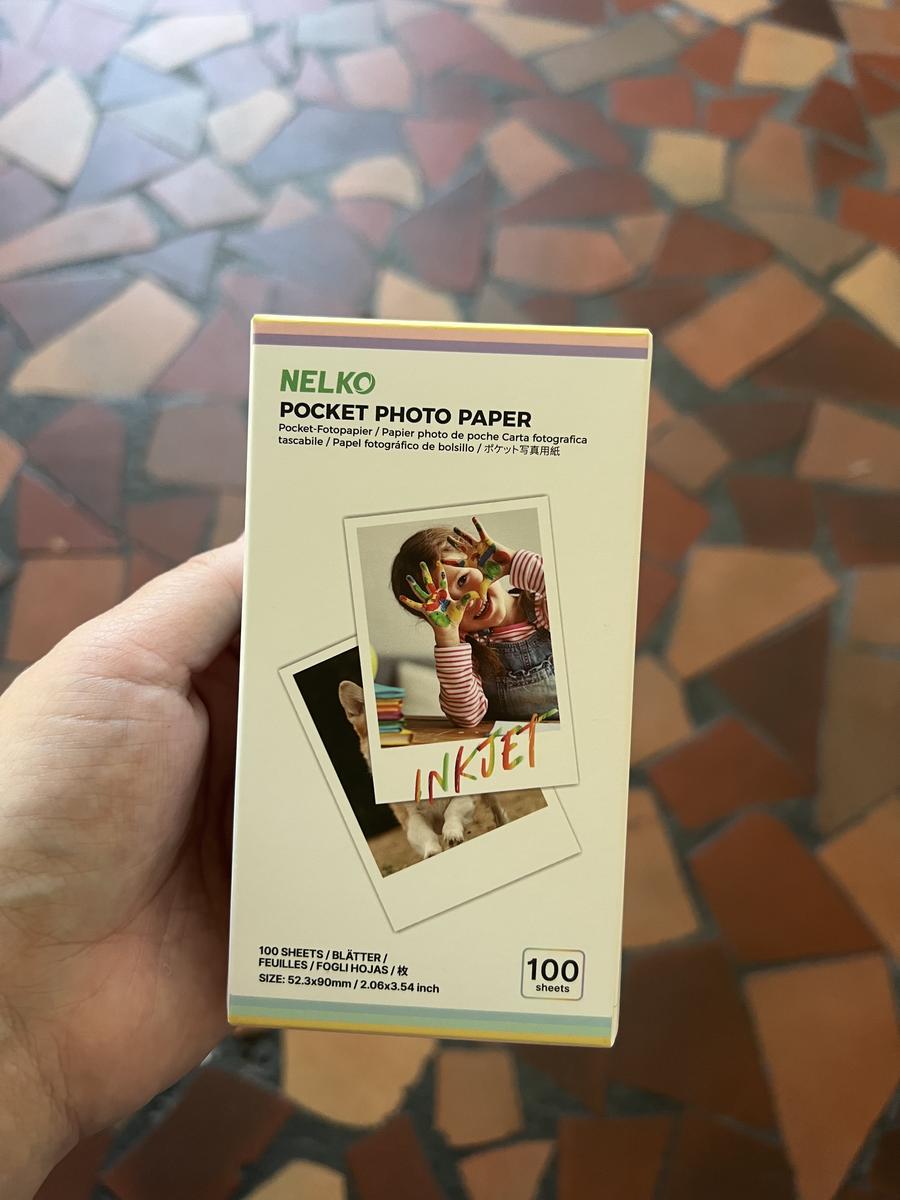 NELKO
POCKET PHOTO PAPER
Pocket-Fotopapier / Papier photo de poche Carta fotografica
tascabile / Papel fotográfico de bolsillo / ポケット写真用紙
INKJET
100 SHEETS / BLÄTTER /
FEUILLES / FOGLI HOJAS / 枚
SIZE: 52.3x90mm / 2.06x3.54 inch
100
sheets